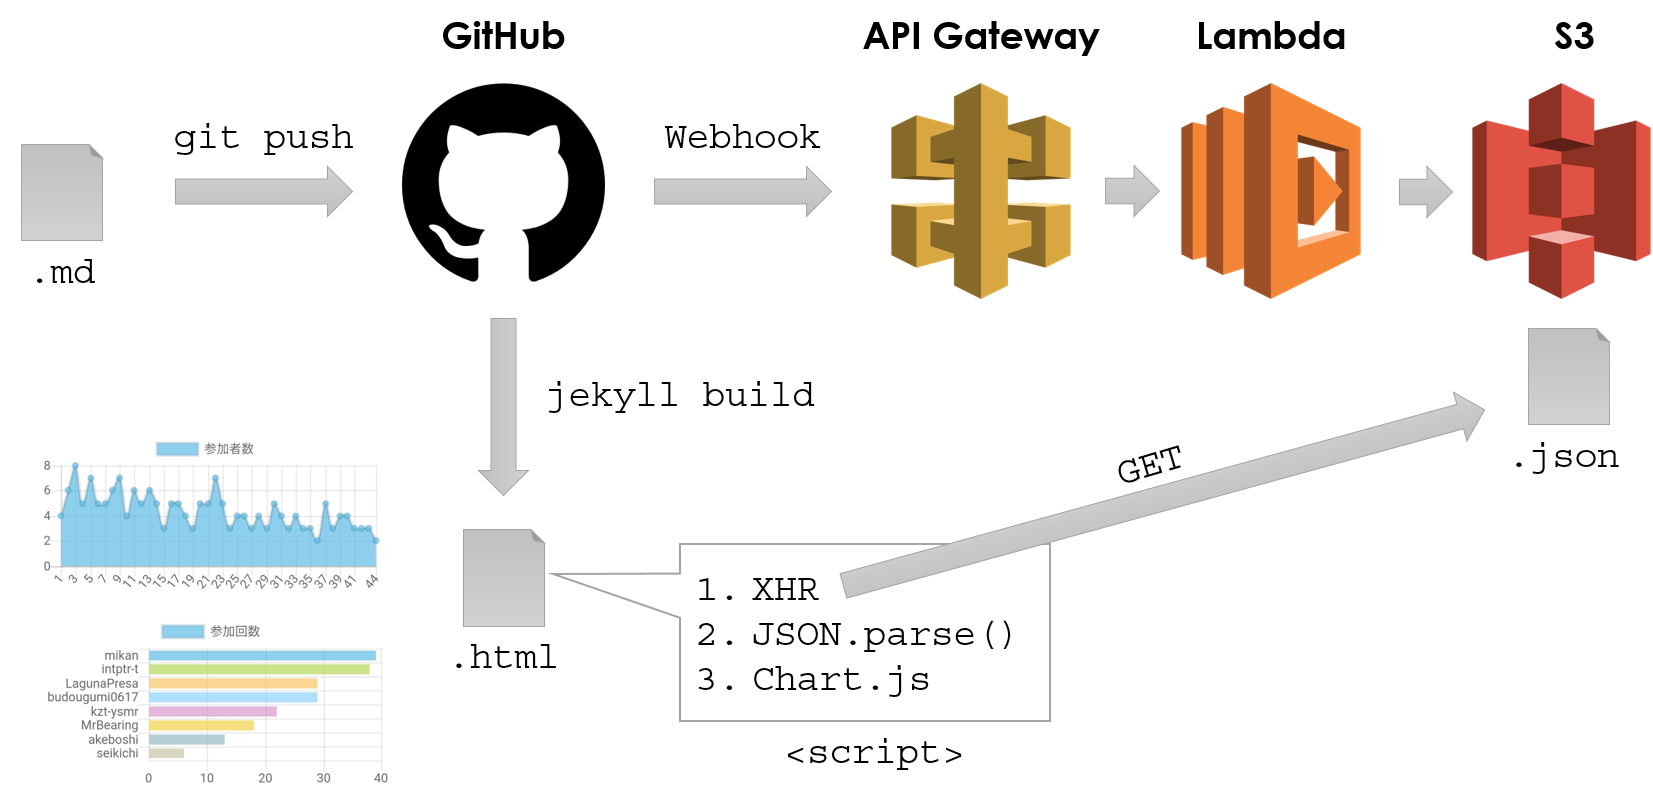 GitHub
API Gateway
Lambda
S3
git push
Webhook
.md
jekyll build
.json
GET
参加者数
8
6
4
2
0
1 3 5 7 9 11 13 15 17 19 21 23 25 27 29 31 33 35 37 39 41 44
.html
1. XHR
2. JSON.parse()
3. Chart.js
<script>
参加回数
mikan
intptr-t
LagunaPresa
budougumi0617
kzt-ysmr
MrBearing
akeboshi
seikichi
0 10 20 30 40